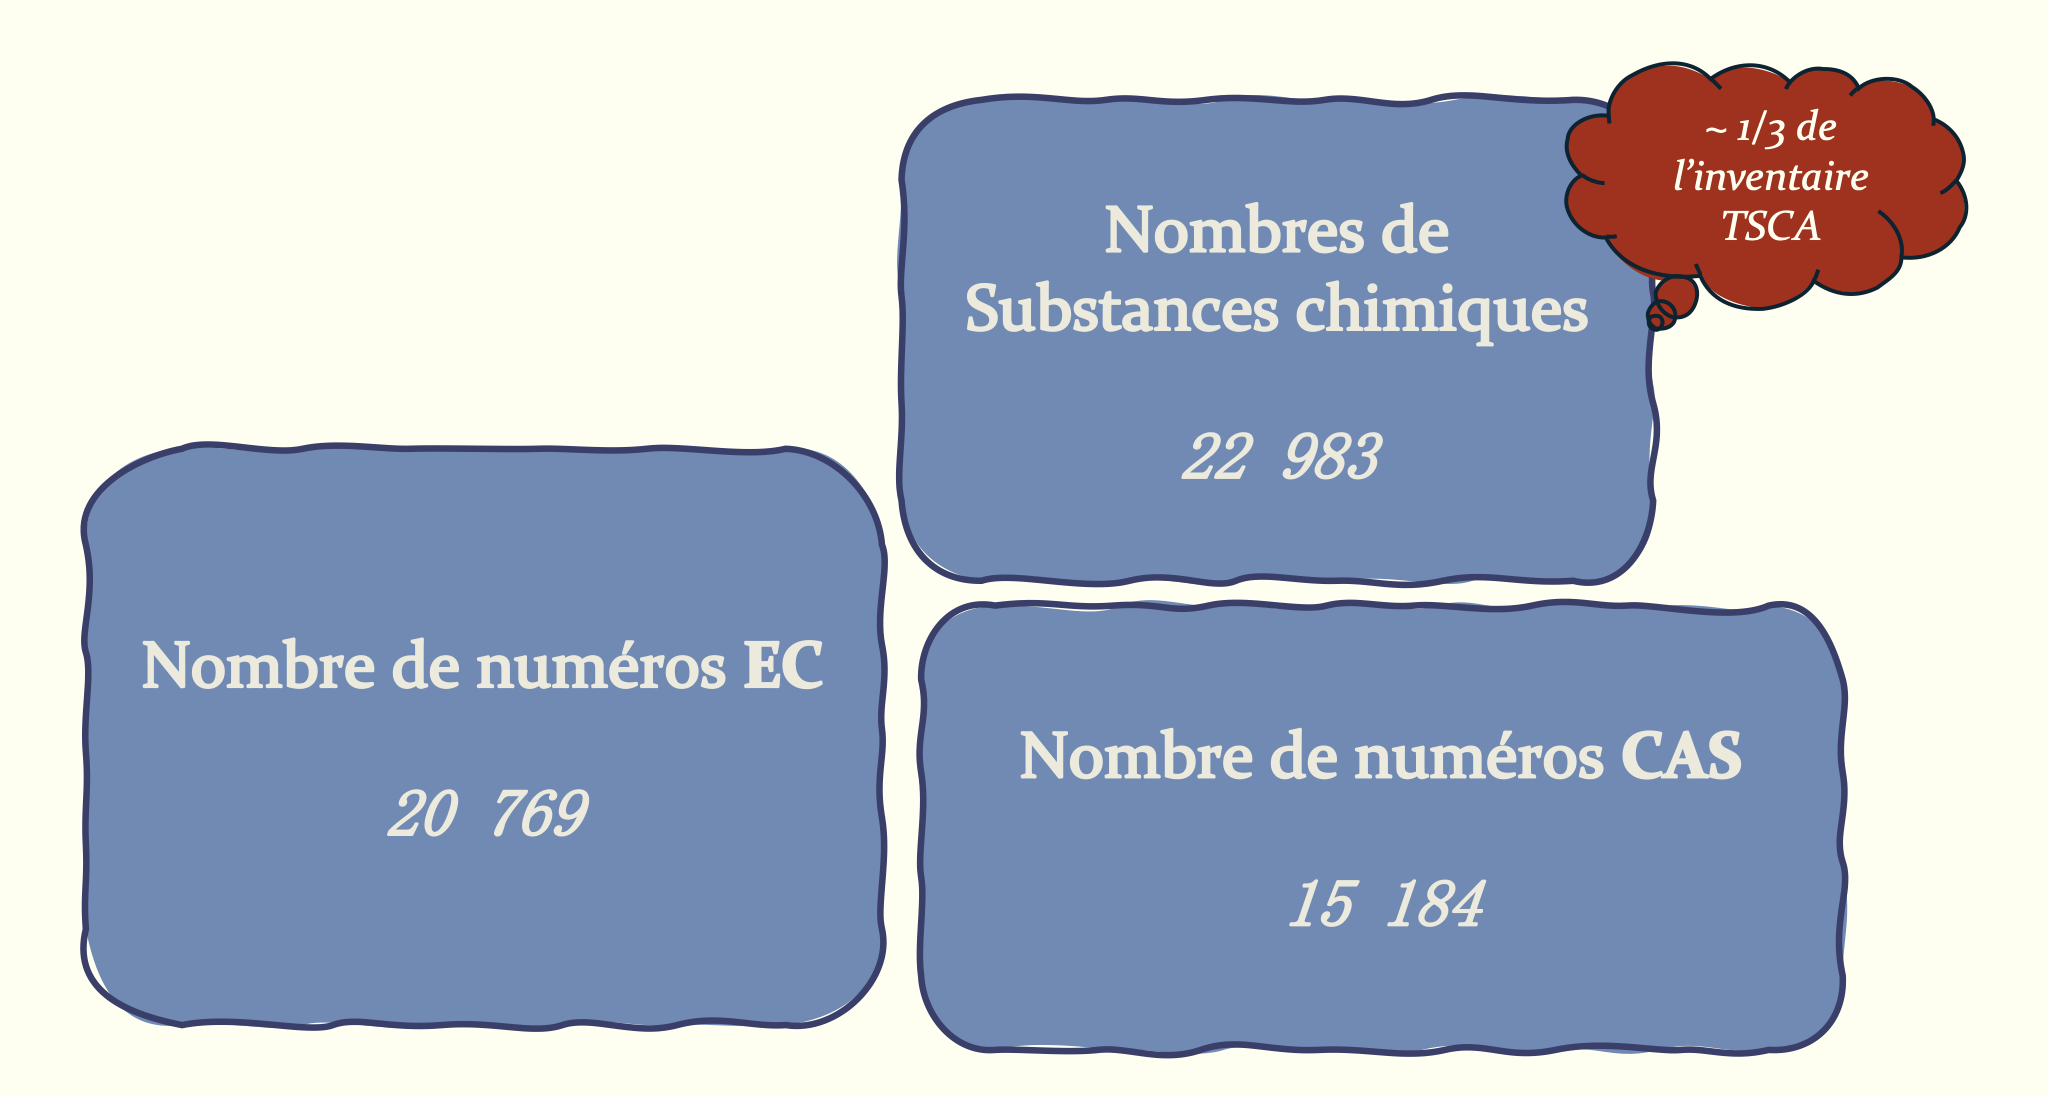 Nombres de
Substances chimiques
22 983
~ 1/3 de
l’inventaire
TSCA
Nombre de numéros EC
20 769
Nombre de numéros CAS
15 184